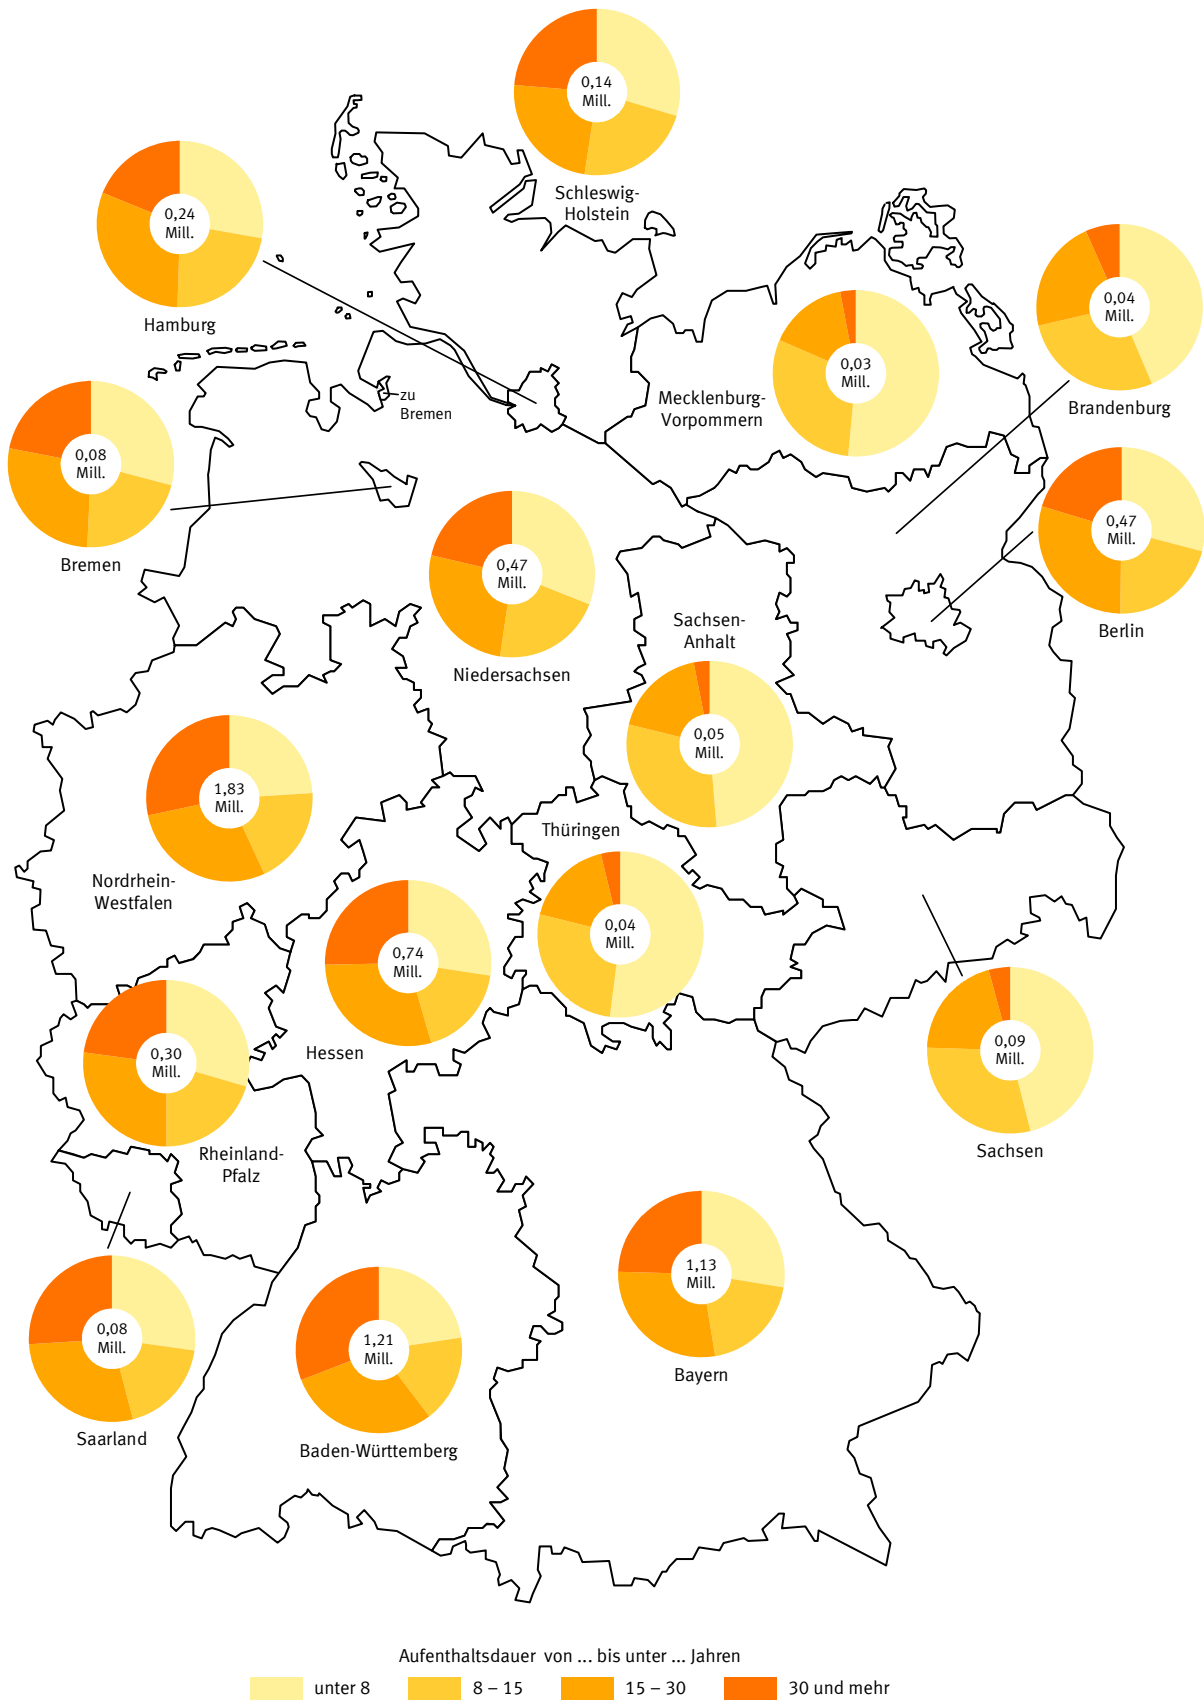 0,14
Mill.
Schleswig-
Holstein
0,24
Mill.
Hamburg
0,04
Mill.
Brandenburg
0,03
Mill.
Mecklenburg-
Vorpommern
zu
Bremen
0,08
Mill.
Bremen
0,47
Mill.
Berlin
0,47
Mill.
Niedersachsen
Sachsen-
Anhalt
0,05
Mill.
1,83
Mill.
Nordrhein-
Westfalen
Thüringen
0,04
Mill.
0,74
Mill.
Hessen
0,30
Mill.
Rheinland-
Pfalz
0,09
Mill.
Sachsen
0,08
Mill.
Saarland
1,21
Mill.
Baden-Württemberg
1,13
Mill.
Bayern
Aufenthaltsdauer von ... bis unter ... Jahren
unter 8 8 – 15 15 – 30 30 und mehr